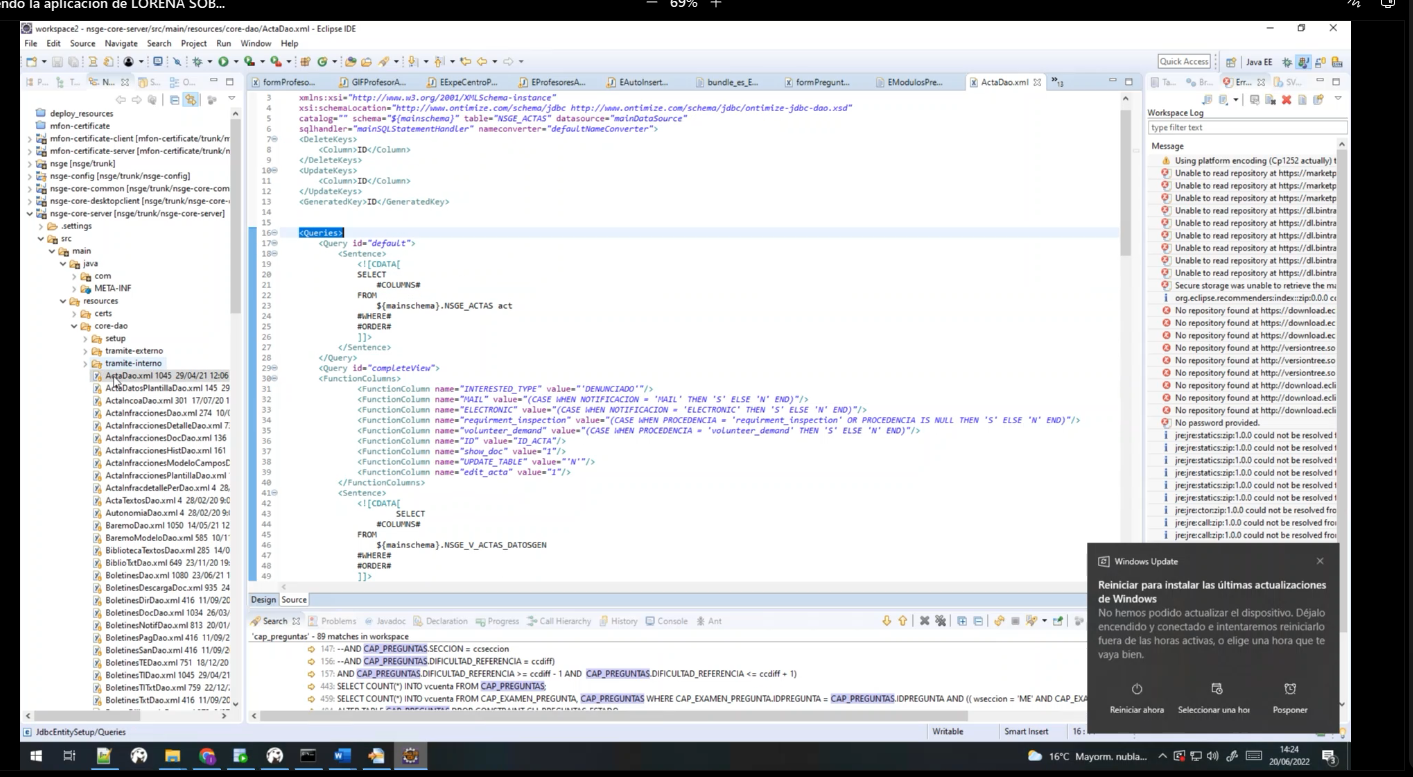 endo la aplicación de LORENA SOB...
69%
workspace2 - nsge-core-server/src/main/resources/core-dao/ActaDao.xml - Eclipse IDE
File Edit Source Navigate Search Project Run Window Help
Quick Access
Java EE
P... T... N... S... O...
formProfeso... GIFProfesorA... EExpeCentroP... EProfesoresA... EAutoInsert... bundle_es_E... formPregunt... EModulosPre... ActaDao.xml
Ta... Br... Err... SV...
deploy_resources
mfon-certificate
mfon-certificate-client [mfon-certificate/trunk/m
mfon-certificate-server [mfon-certificate/trunk/n
nsge [nsge/trunk]
nsge-config [nsge/trunk/nsge-config]
nsge-core-common [nsge/trunk/nsge-core-com
nsge-core-desktopclient [nsge/trunk/nsge-core-
nsge-core-server [nsge/trunk/nsge-core-server]
.settings
src
main
java
com
META-INF
resources
certs
core-dao
setup
tramite-externo
tramite-interno
ActaDao.xml 1045 29/04/21 12:06
ActaDatosPlantillaDao.xml 145 29
ActaIncoaDao.xml 301 17/07/20 1
ActaInfraccionesDao.xml 274 10/0
ActaInfraccionesDetalleDao.xml 7
ActaInfraccionesDocDao.xml 136
ActaInfraccionesHistDao.xml 161
ActaInfraccionesModeloCamposD
ActaInfraccionesPlantillaDao.xml
ActaInfracdetallePerDao.xml 4 28,
ActaTextosDao.xml 4 28/02/20 9:0
AutonomiaDao.xml 4 28/02/20 9:0
BaremoDao.xml 1050 14/05/21 12
BaremoModeloDao.xml 585 10/11
BibliotecaTextosDao.xml 285 14/0
BiblioTxtDao.xml 649 23/11/20 19:
BoletinesDao.xml 1080 23/06/21 1
BoletinesDescargaDoc.xml 935 24
BoletinesDirDao.xml 416 11/09/20
BoletinesDocDao.xml 1034 26/03/
BoletinesNotifDao.xml 813 20/01/
BoletinesPagDao.xml 416 11/09/2
BoletinesSanDao.xml 416 11/09/2
BoletinesTEDao.xml 751 18/12/20
BoletinesTIDao.xml 1045 29/04/21
BoletinesTITxtDao.xml 759 22/12/
BoletinesTxtDao.xml 416 11/09/2
3 xmlns:xsi="http://www.w3.org/2001/XMLSchema-instance"
4 xsi:schemaLocation="http://www.ontimize.com/schema/jdbc http://www.ontimize.com/schema/jdbc/ontimize-jdbc-dao.xsd"
5 catalog="" schema="${mainschema}" table="NSGE_ACTAS" datasource="mainDataSource"
6 sqlhandler="mainSQLStatementHandler" nameconverter="defaultNameConverter">
7 <DeleteKeys>
8 <Column>ID</Column>
9 </DeleteKeys>
10 <UpdateKeys>
11 <Column>ID</Column>
12 </UpdateKeys>
13 <GeneratedKey>ID</GeneratedKey>
14
15
16 <Queries>
17 <Query id="default">
18 <Sentence>
19 <![CDATA[
20 SELECT
21 #COLUMNS#
22 FROM
23 ${mainschema}.NSGE_ACTAS act
24 #WHERE#
25 #ORDER#
26 ]]>
27 </Sentence>
28 </Query>
29 <Query id="completeView">
30 <FunctionColumns>
31 <FunctionColumn name="INTERESTED_TYPE" value="'DENUNCIADO'"/>
32 <FunctionColumn name="MAIL" value="(CASE WHEN NOTIFICACION = 'MAIL' THEN 'S' ELSE 'N' END)"/>
33 <FunctionColumn name="ELECTRONIC" value="(CASE WHEN NOTIFICACION = 'ELECTRONIC' THEN 'S' ELSE 'N' END)"/>
34 <FunctionColumn name="requirment_inspection" value="(CASE WHEN PROCEDENCIA = 'requirment_inspection' OR PROCEDENCIA IS NULL THEN 'S' ELSE 'N' END)"/>
35 <FunctionColumn name="volunteer_demand" value="(CASE WHEN PROCEDENCIA = 'volunteer_demand' THEN 'S' ELSE 'N' END)"/>
36 <FunctionColumn name="ID" value="ID_ACTA"/>
37 <FunctionColumn name="show_doc" value="1"/>
38 <FunctionColumn name="UPDATE_TABLE" value="'N'"/>
39 <FunctionColumn name="edit_acta" value="1"/>
40 </FunctionColumns>
41 <Sentence>
42 <![CDATA[
43 SELECT
44 #COLUMNS#
45 FROM
46 ${mainschema}.NSGE_V_ACTAS_DATOSGEN
47 #WHERE#
48 #ORDER#
49 ]]>
Design Source
Workspace Log
type filter text
Message
Using platform encoding (Cp1252 actually) t
Unable to read repository at https://marketp
Unable to read repository at https://marketp
Unable to read repository at https://marketp
Unable to read repository at https://dl.bintra
Unable to read repository at https://dl.bintra
Unable to read repository at https://dl.bintra
Unable to read repository at https://dl.bintra
Unable to read repository at https://dl.bintra
Unable to read repository at https://dl.bintra
Secure storage was unable to retrieve the ma
org.eclipse.recommenders:index::zip:0.0.0 c
No repository found at https://download.ec
No repository found at https://download.ec
No repository found at https://download.ec
No repository found at http://versiontree.so
No repository found at https://download.ec
No repository found at http://versiontree.so
No repository found at http://download.ecli
No repository found at http://download.ecli
No repository found at http://download.ecli
No password provided.
jre:jre:statics:zip:1.0.0 could not be resolved f
jre:jre:statics:zip:1.0.0 could not be resolved f
jre:jre:statics:zip:1.0.0 could not be resolved f
jre:jre:statics:zip:1.0.0 could not be resolved f
jre:jre:statics:zip:1.0.0 could not be resolved f
jre:jre:statics:zip:1.0.0 could not be resolved f
jre:jre:ctor:zip:1.0.0 could not be resolved fro
jre:jre:call:zip:1.0.0 could not be resolved froi
jre:jre:call:zip:1.0.0 could not be resolved froi
Search Problems Javadoc Declaration Progress Call Hierarchy History Console Ant
'cap_preguntas' - 89 matches in workspace
147: --AND CAP_PREGUNTAS.SECCION = ccseccion
156: --AND CAP_PREGUNTAS.DIFICULTAD_REFERENCIA = ccdiff)
157: AND CAP_PREGUNTAS.DIFICULTAD_REFERENCIA >= ccdiff - 1 AND CAP_PREGUNTAS.DIFICULTAD_REFERENCIA <= ccdiff + 1)
443: SELECT COUNT(*) INTO vcuenta FROM CAP_PREGUNTAS;
459: SELECT COUNT(*) INTO vcuenta FROM CAP_EXAMEN_PREGUNTA, CAP_PREGUNTAS WHERE CAP_EXAMEN_PREGUNTA.IDPREGUNTA = CAP_PREGUNTAS.IDPREGUNTA AND (( wseccion = 'ME' AND CAP_EXA
Windows Update
Reiniciar para instalar las últimas actualizaciones
de Windows
No hemos podido actualizar el dispositivo. Déjalo
encendido y conectado e intentaremos reiniciarlo
fuera de las horas activas, o elige una hora que te
vaya bien.
Reiniciar ahora Seleccionar una hor Posponer
JdbcEntitySetup/Queries
Writable Smart Insert 16 :
16°C Mayorm. nubla...
14:24
20/06/2022
3